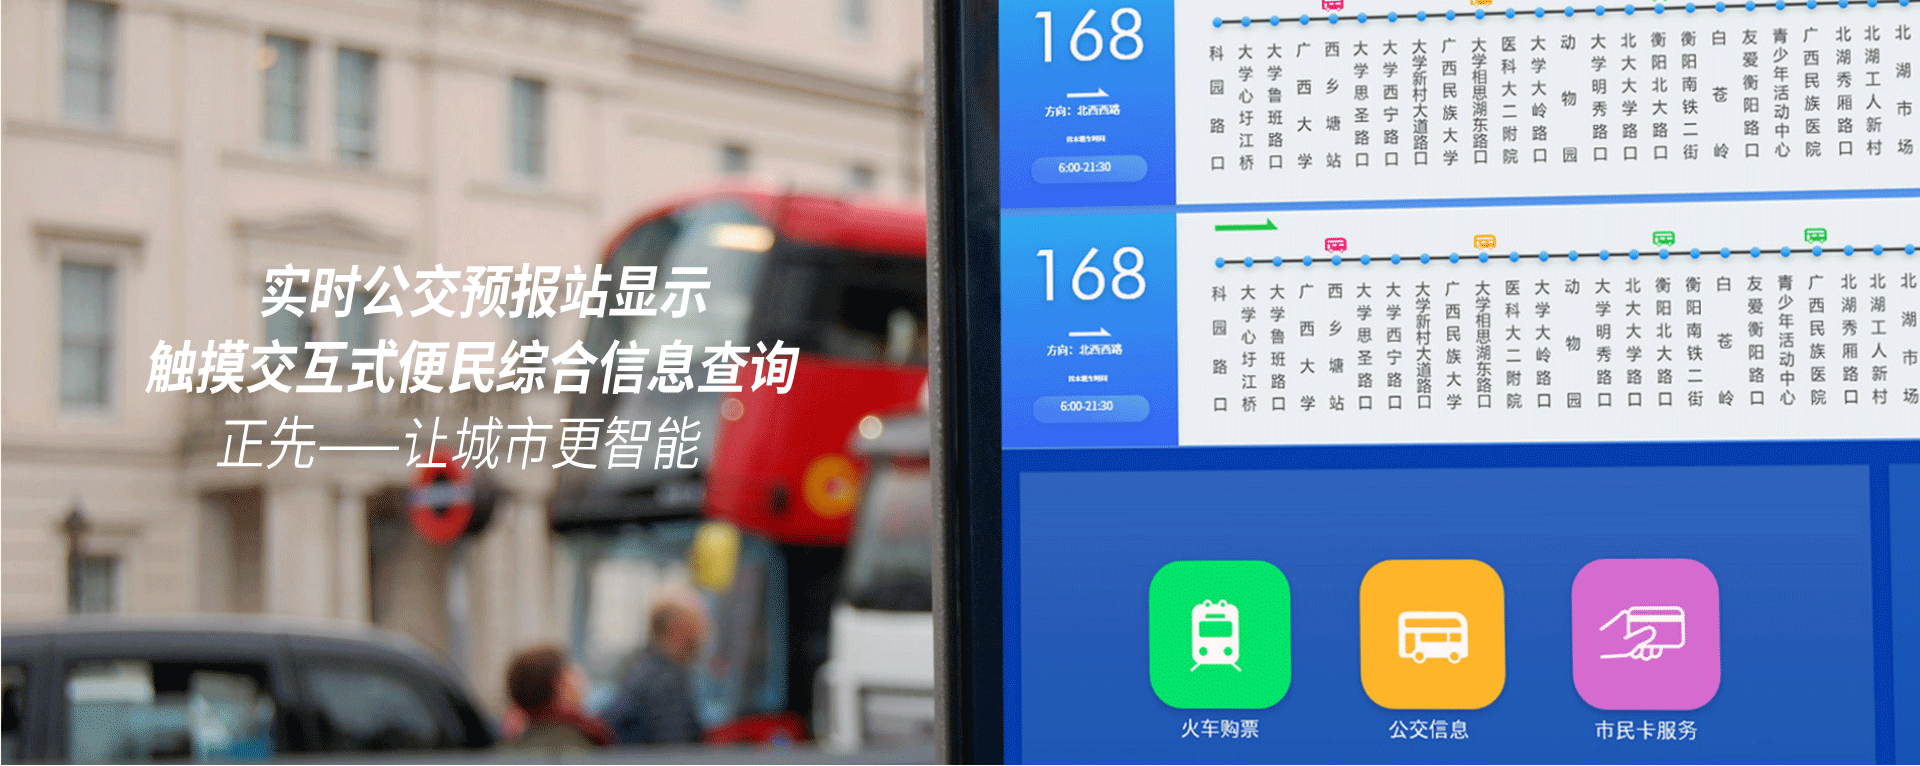 实时公交预报站显示
触摸交互式便民综合信息查询
正先——让城市更智能
168
方向：北西西路
6:00-21:30
科园路口
大学心圩江桥
大学鲁班路口
广西大学
西乡塘站
大学思圣路口
大学西宁路口
大学新村大道路口
广西民族大学
大学相思湖东路口
医科大二附院
大学大岭路口
动物园
大学明秀路口
北大大学路口
衡阳北大路口
衡阳南铁二街
白苍岭
友爱衡阳路口
青少年活动中心
广西民族医院
北湖秀厢路口
北湖工人新村
北湖市场
168
方向：北西西路
6:00-21:30
科园路口
大学心圩江桥
大学鲁班路口
广西大学
西乡塘站
大学思圣路口
大学西宁路口
大学新村大道路口
广西民族大学
大学相思湖东路口
医科大二附院
大学大岭路口
动物园
大学明秀路口
北大大学路口
衡阳北大路口
衡阳南铁二街
白苍岭
友爱衡阳路口
青少年活动中心
广西民族医院
北湖秀厢路口
北湖工人新村
北湖市场
火车购票
公交信息
市民卡服务